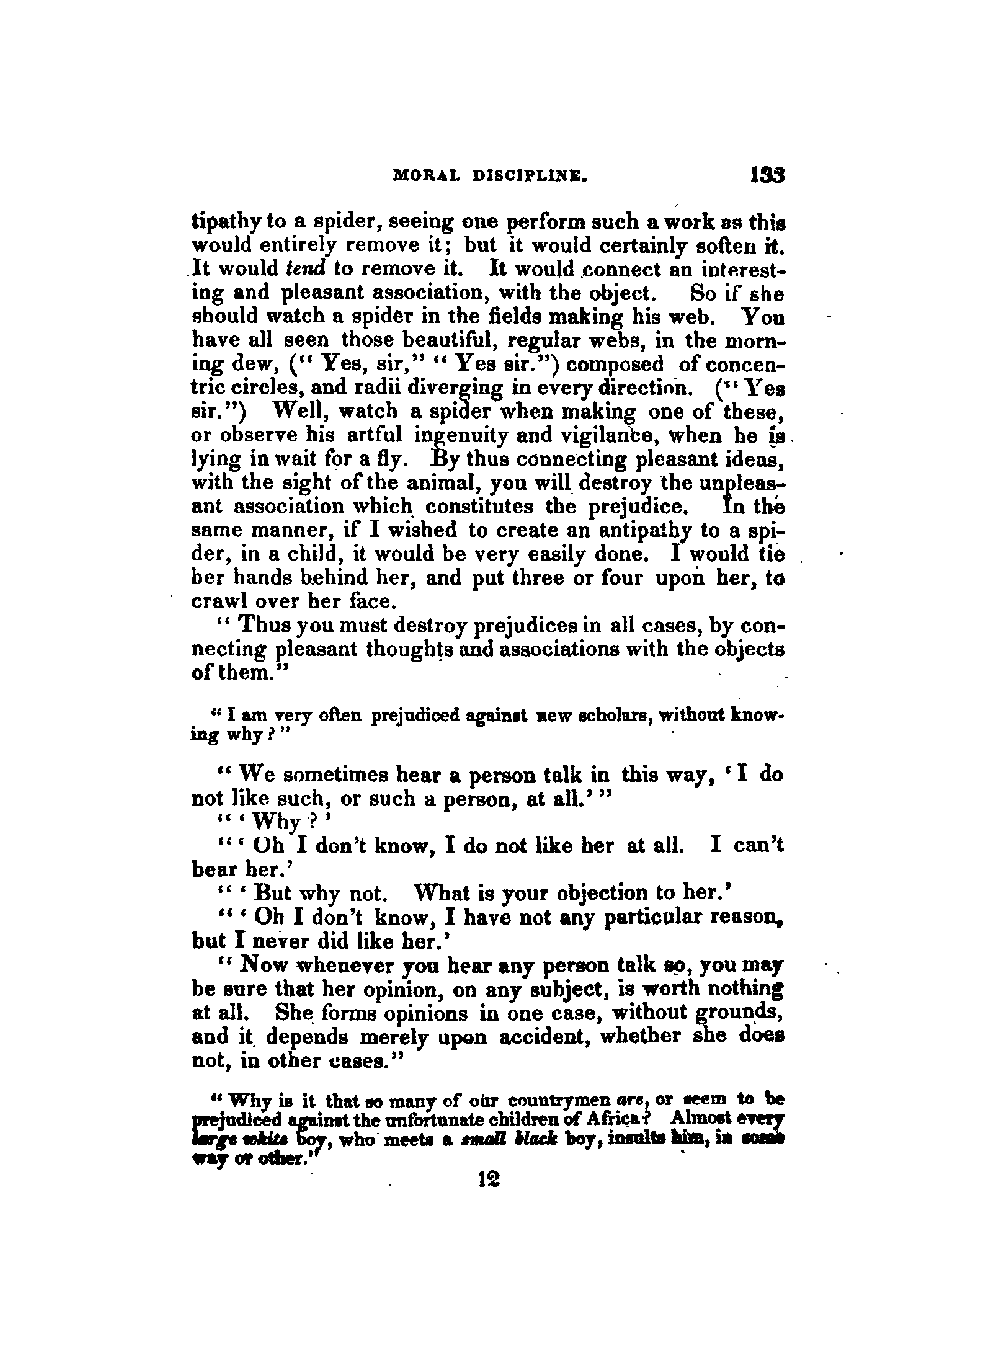 MORAL DISCIPLINE. 133
tipathy to a spider, seeing one perform such a work as this
would entirely remove it; but it would certainly soften it.
It would tend to remove it. It would connect an interest-
ing and pleasant association, with the object. So if she
should watch a spider in the fields making his web. You
have all seen those beautiful, regular webs, in the morn-
ing dew, (“ Yes, sir,” “ Yes sir.”) composed of concen-
tric circles, and radii diverging in every direction. (“ Yes
sir.”) Well, watch a spider when making one of these,
or observe his artful ingenuity and vigilance, when he is
lying in wait for a fly. By thus connecting pleasant ideas,
with the sight of the animal, you will destroy the unpleas-
ant association which constitutes the prejudice. In the
same manner, if I wished to create an antipathy to a spi-
der, in a child, it would be very easily done. I would tie
her hands behind her, and put three or four upon her, to
crawl over her face.
“ Thus you must destroy prejudices in all cases, by con-
necting pleasant thoughts and associations with the objects
of them.”
“ I am very often prejudiced against new scholars, without know-
ing why ? ”
“ We sometimes hear a person talk in this way, ‘ I do
not like such, or such a person, at all.’ ”
“ ‘ Why ? ’
“ ‘ Oh I don’t know, I do not like her at all. I can’t
bear her.’
“ ‘ But why not. What is your objection to her.’
“ ‘ Oh I don’t know, I have not any particular reason,
but I never did like her.’
“ Now whenever you hear any person talk so, you may
be sure that her opinion, on any subject, is worth nothing
at all. She forms opinions in one case, without grounds,
and it depends merely upon accident, whether she does
not, in other cases.”
“ Why is it that so many of our countrymen are, or seem to be
prejudiced against the unfortunate children of Africa? Almost every
large white boy, who meets a small black boy, insults him, in some
way or other.”
12